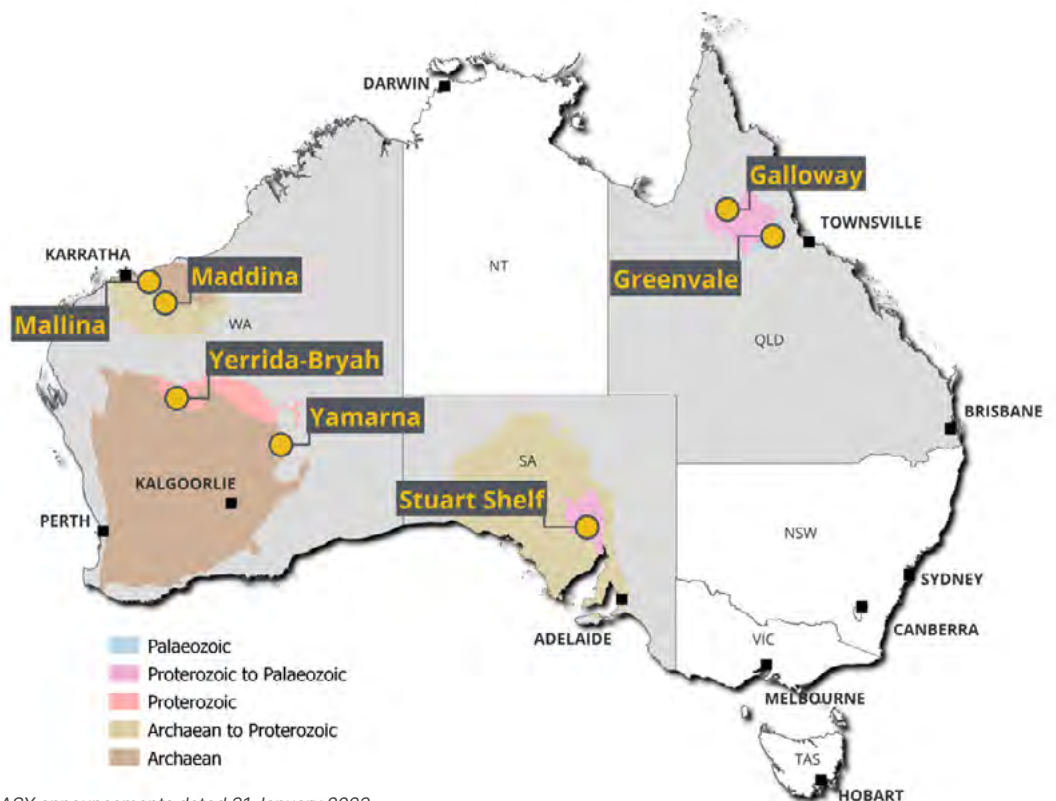 DARWIN
Galloway
TOWNSVILLE
KARRATHA
Maddina
NT
Greenvale
Mallina
WA
QLD
Yerrida-Bryah
BRISBANE
Yamarna
SA
KALGOORLIE
Stuart Shelf
PERTH
NSW
SYDNEY
CANBERRA
ADELAIDE
VIC
Palaeozoic
Proterozoic to Palaeozoic
MELBOURNE
Proterozoic
Archaean to Proterozoic
Archaean
TAS
HOBART